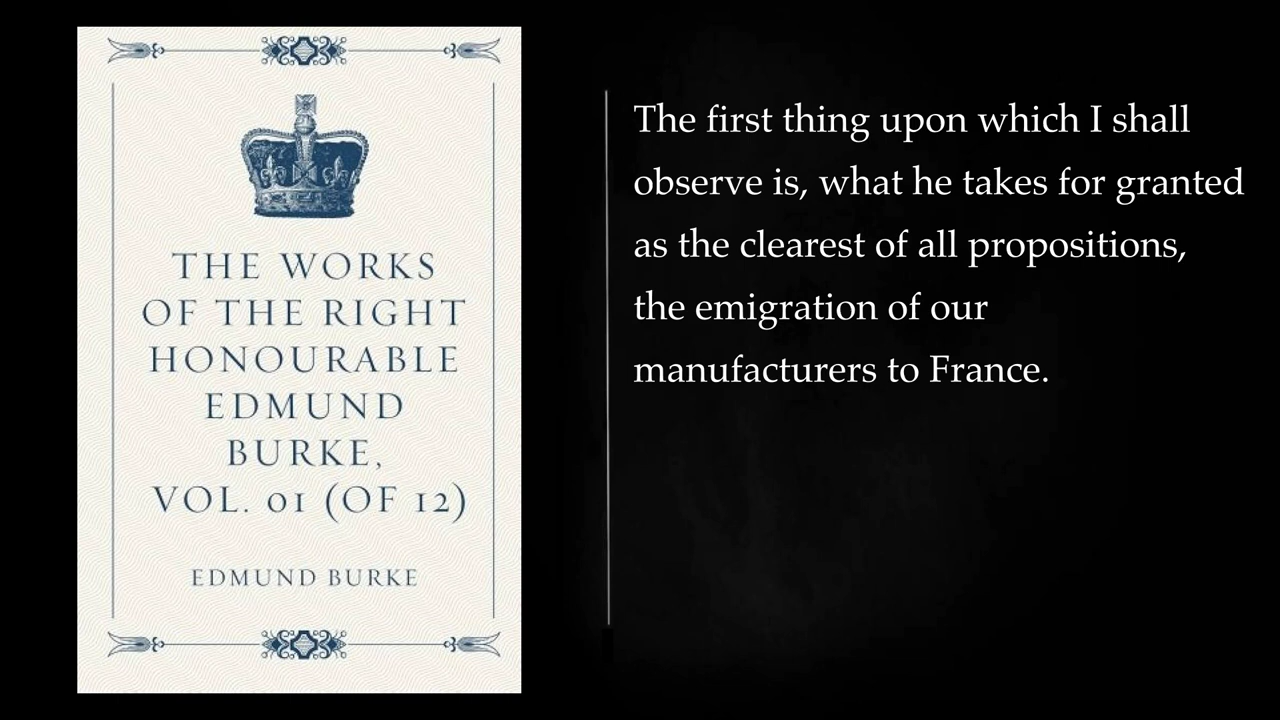 THE WORKS
OF THE RIGHT
HONOURABLE
EDMUND
BURKE,
VOL. 01 (OF 12)
EDMUND BURKE
The first thing upon which I shall
observe is, what he takes for granted
as the clearest of all propositions,
the emigration of our
manufacturers to France.